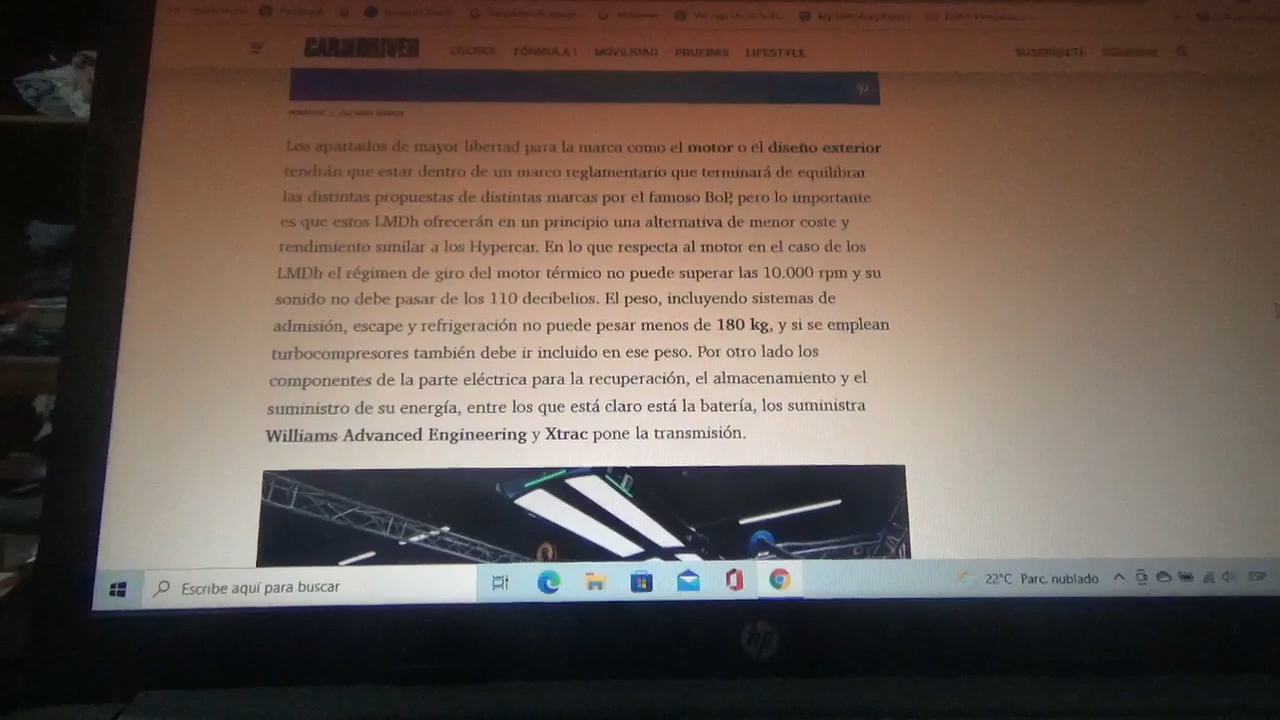 CAR AND DRIVER COCHES FÓRMULA 1 MOVILIDAD PRUEBAS LIFESTYLE SUSCRÍBETE
Los apartados de mayor libertad para la marca como el motor o el diseño exterior
tendrán que estar dentro de un marco reglamentario que terminará de equilibrar
las distintas propuestas de distintas marcas por el famoso BoP, pero lo importante
es que estos LMDh ofrecerán en un principio una alternativa de menor coste y
rendimiento similar a los Hypercar. En lo que respecta al motor en el caso de los
LMDh el régimen de giro del motor térmico no puede superar las 10.000 rpm y su
sonido no debe pasar de los 110 decibelios. El peso, incluyendo sistemas de
admisión, escape y refrigeración no puede pesar menos de 180 kg, y si se emplean
turbocompresores también debe ir incluido en ese peso. Por otro lado los
componentes de la parte eléctrica para la recuperación, el almacenamiento y el
suministro de su energía, entre los que está claro está la batería, los suministra
Williams Advanced Engineering y Xtrac pone la transmisión.
Escribe aquí para buscar 22°C Parc. nublado ESP
hp